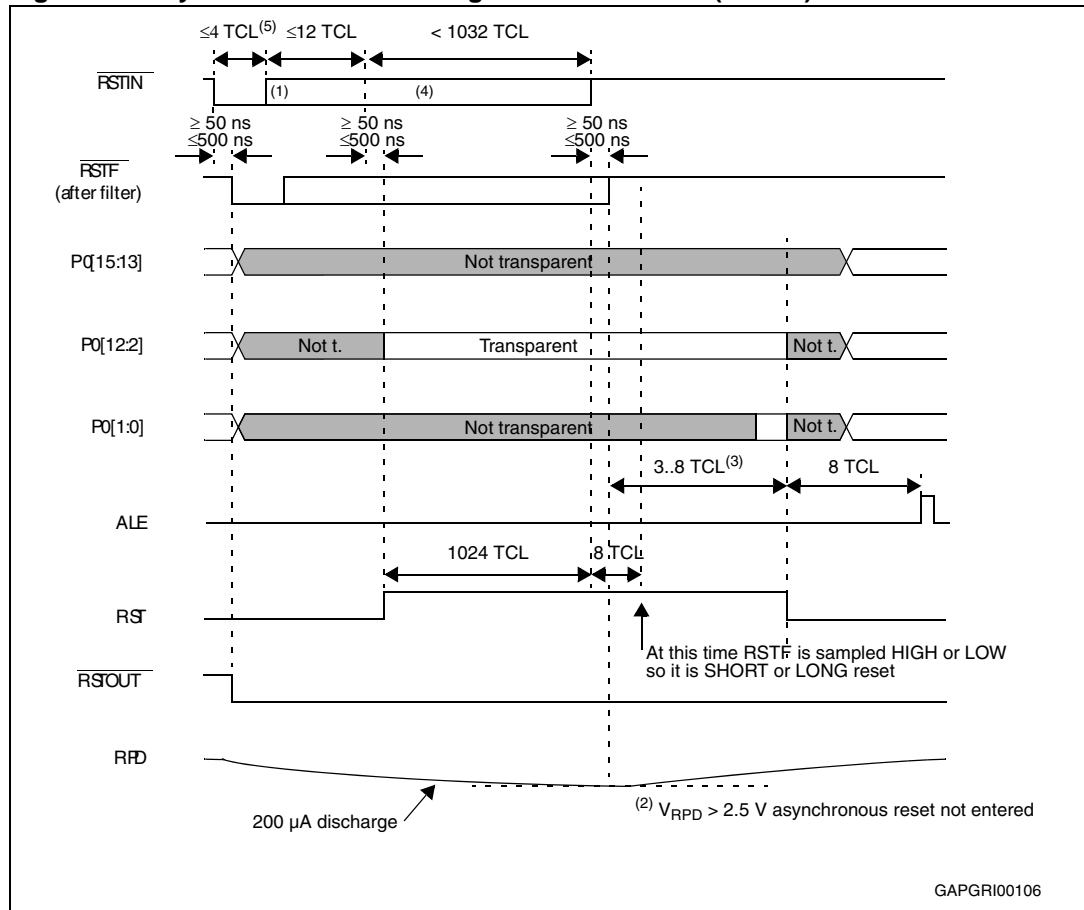 ≤4 TCL(5) ≤12 TCL < 1032 TCL
RSTIN
(1) (4)
≥ 50 ns ≥ 50 ns ≥ 50 ns
≤500 ns ≤500 ns ≤500 ns
RSTF
(after filter)
P0[15:13] Not transparent
P0[12:2] Not t. Transparent Not t.
P0[1:0] Not transparent Not t.
3..8 TCL(3) 8 TCL
ALE
1024 TCL 8 TCL
RST
At this time RSTF is sampled HIGH or LOW
so it is SHORT or LONG reset
RSTOUT
RPD
200 µA discharge
(2) VRPD > 2.5 V asynchronous reset not entered
GAPGRI00106